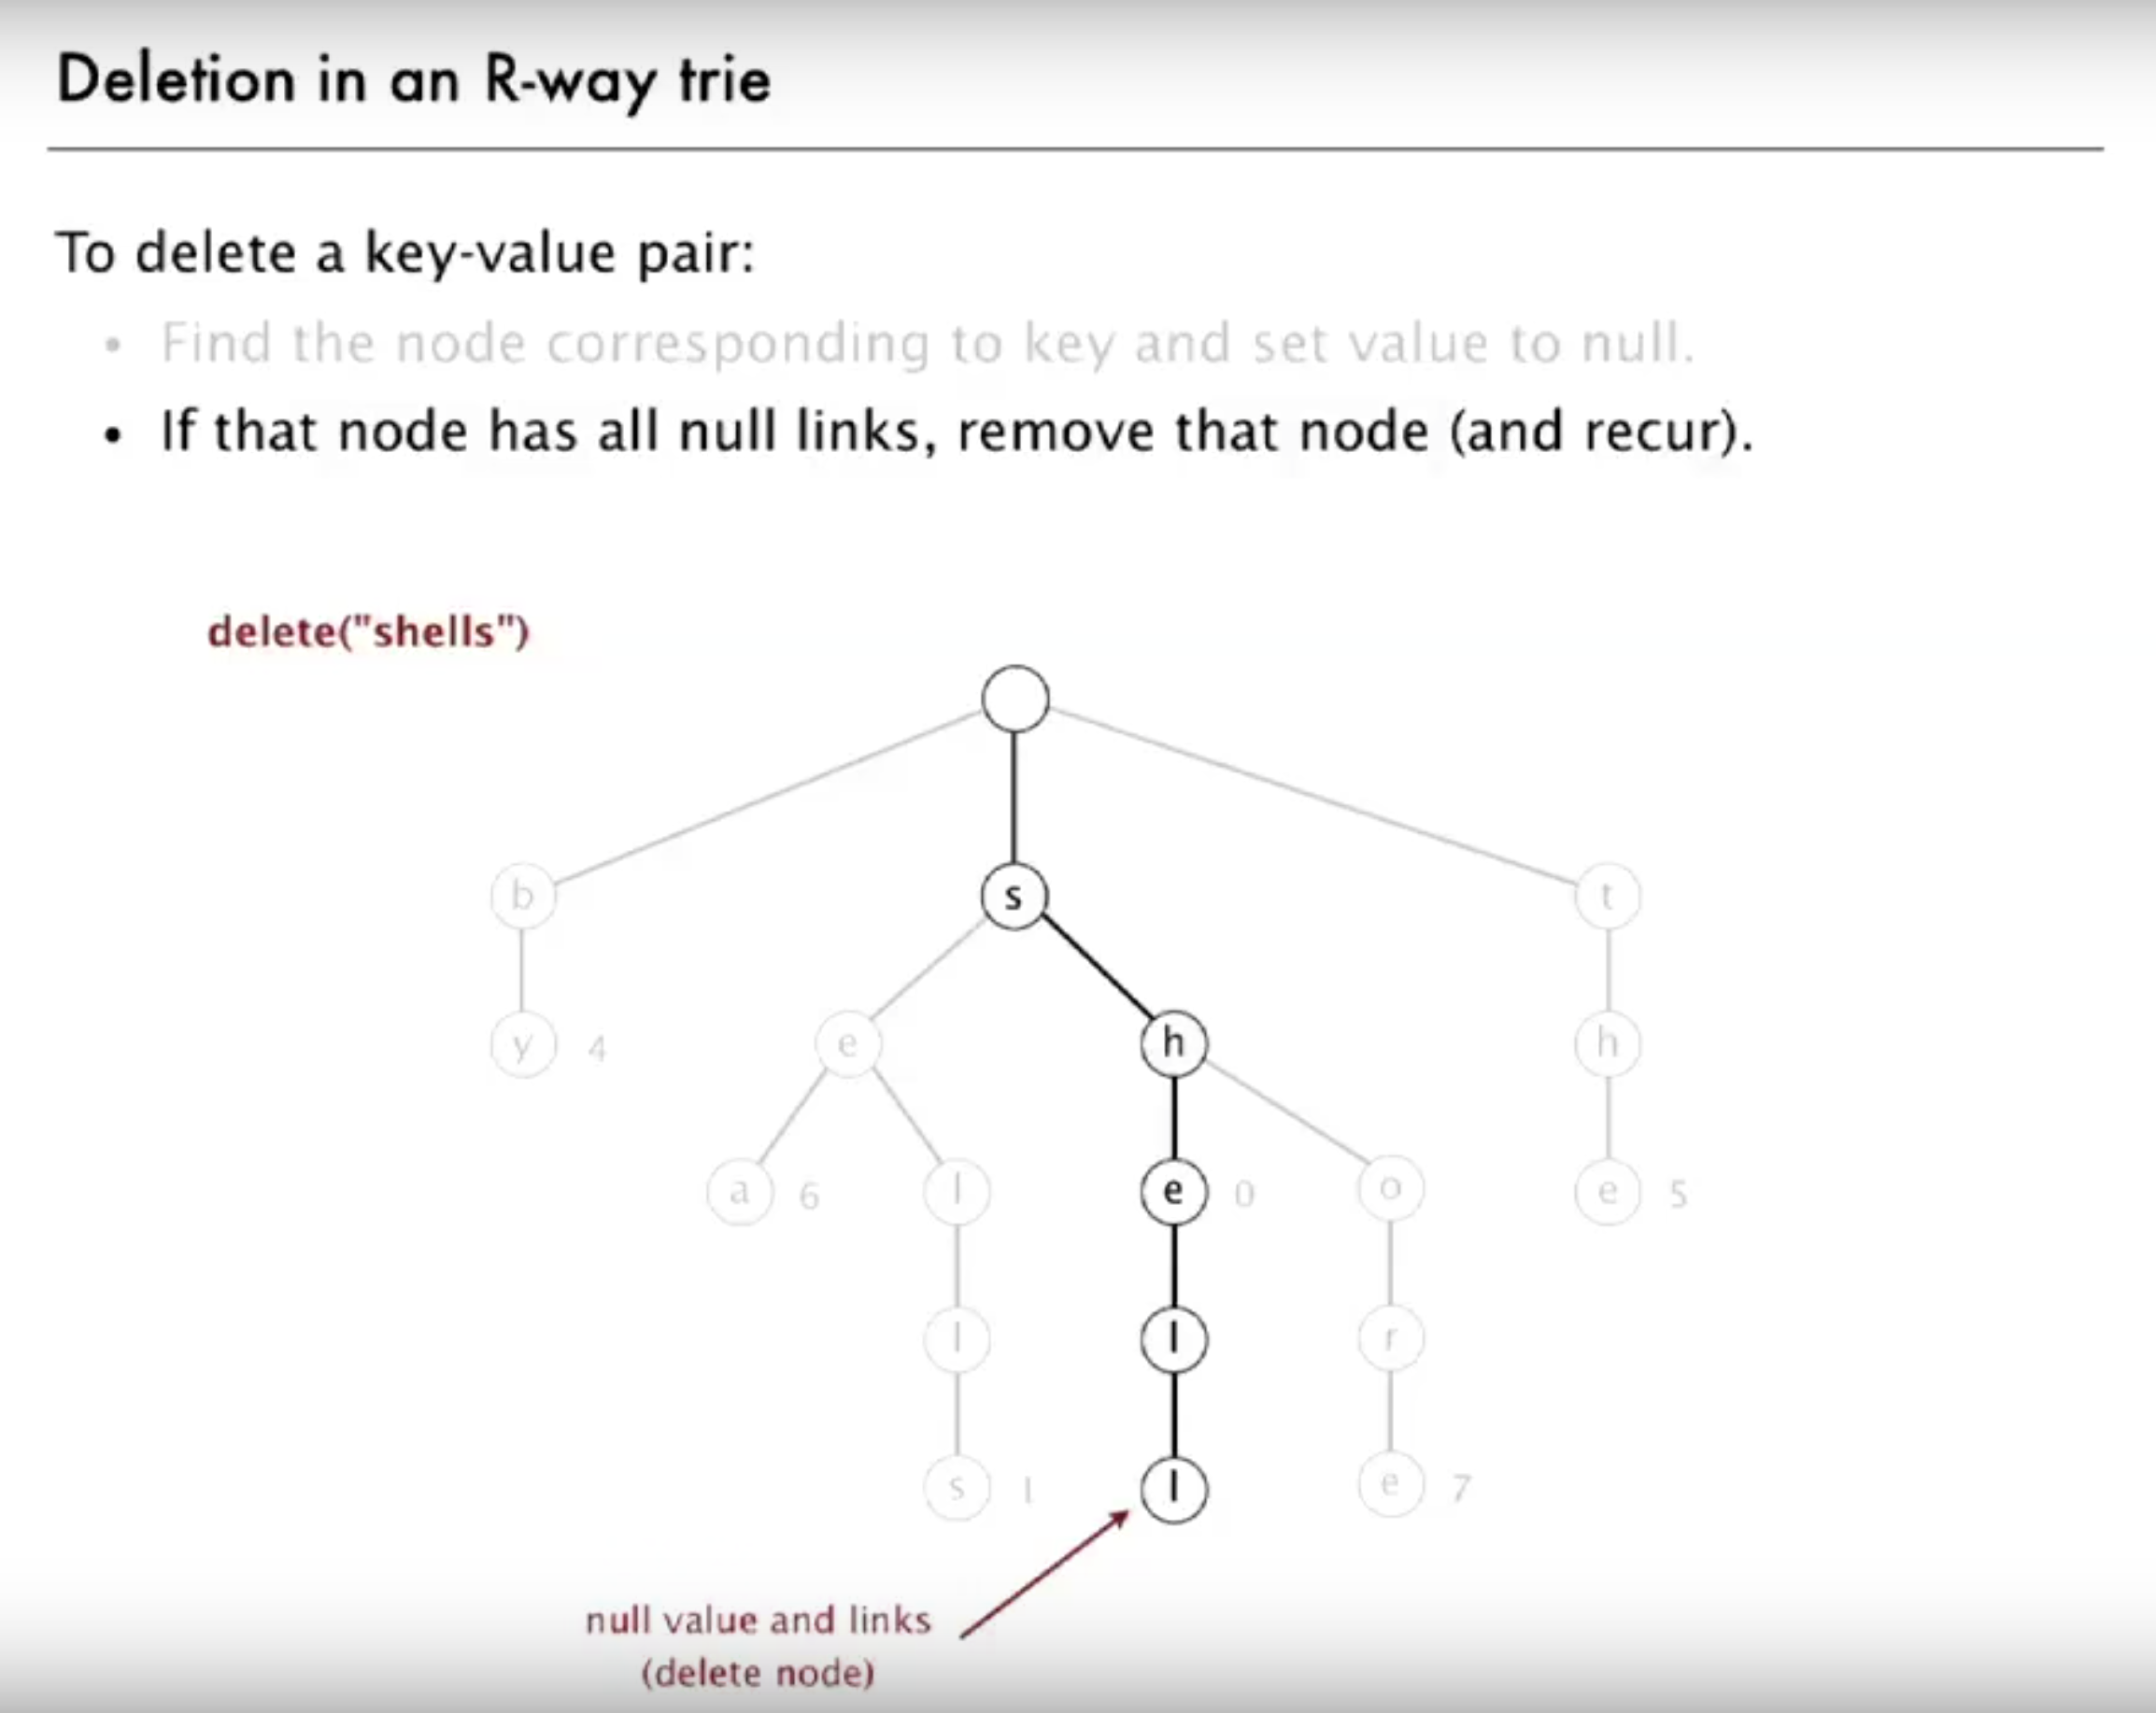 Deletion in an R-way trie
To delete a key-value pair:
• Find the node corresponding to key and set value to null.
• If that node has all null links, remove that node (and recur).
delete("shells")
b s t
y 4 e h h
a 6 l e 0 o e 5
l l r
s 1 l e 7
null value and links
(delete node)